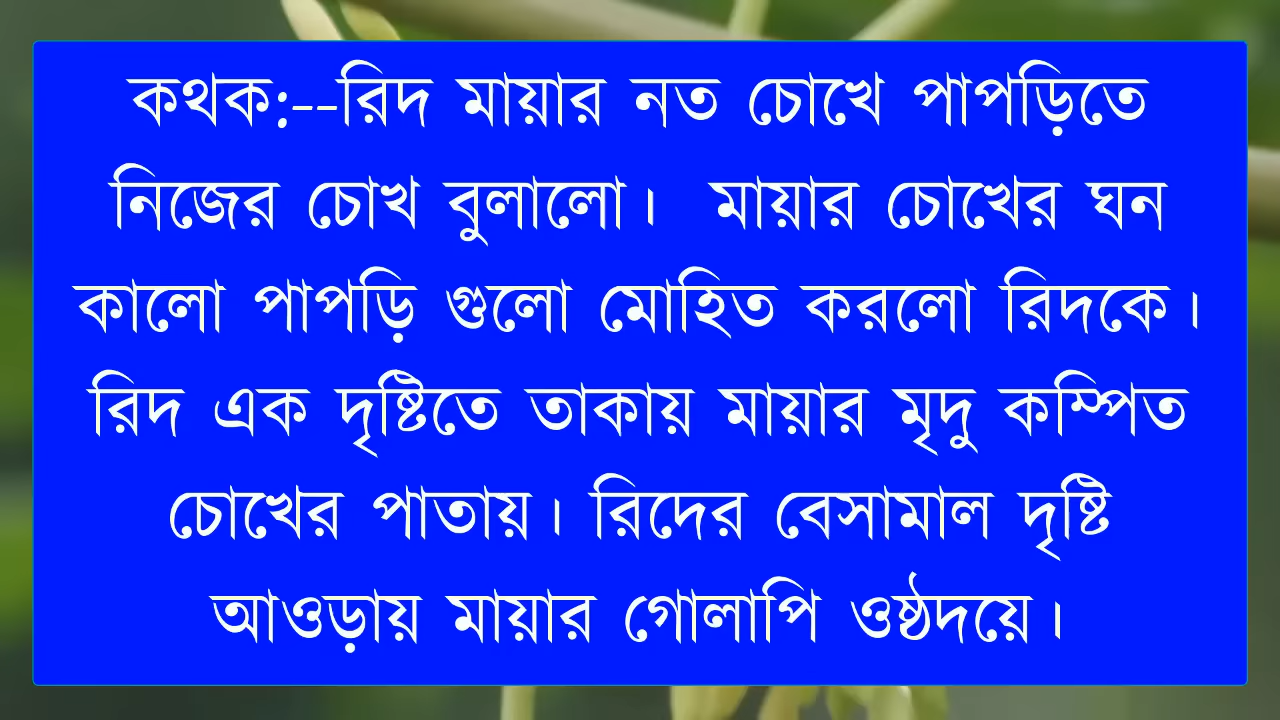 কথক:--রিদ মায়ার নত চোখে পাপড়িতে
নিজের চোখ বুলালো। মায়ার চোখের ঘন
কালো পাপড়ি গুলো মোহিত করলো রিদকে।
রিদ এক দৃষ্টিতে তাকায় মায়ার মৃদু কম্পিত
চোখের পাতায়। রিদের বেসামাল দৃষ্টি
আওড়ায় মায়ার গোলাপি ওষ্ঠদয়ে।